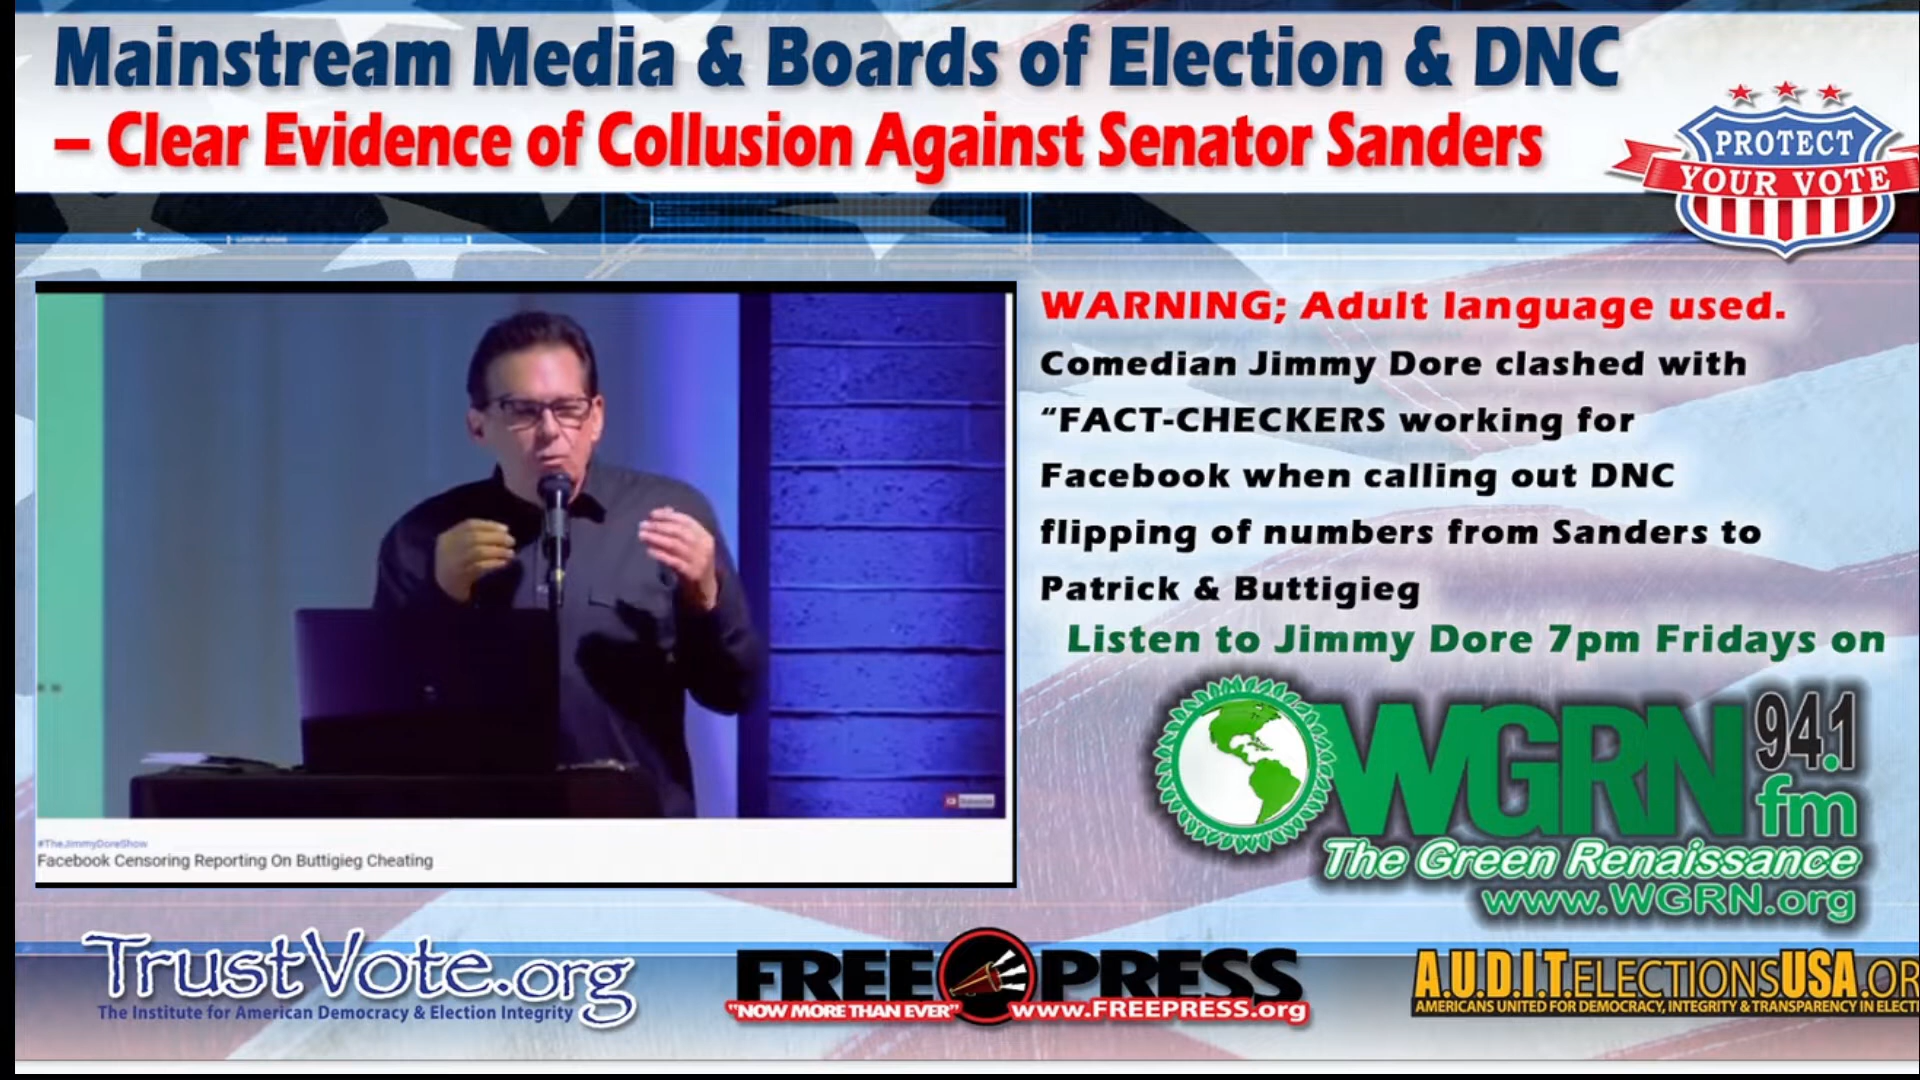 Mainstream Media & Boards of Election & DNC
– Clear Evidence of Collusion Against Senator Sanders
PROTECT
YOUR VOTE
WARNING; Adult language used.
Comedian Jimmy Dore clashed with
“FACT-CHECKERS working for
Facebook when calling out DNC
flipping of numbers from Sanders to
Patrick & Buttigieg
Listen to Jimmy Dore 7pm Fridays on
WGRN 94.1
fm
The Green Renaissance
www.WGRN.org
#TheJimmyDoreShow
Facebook Censoring Reporting On Buttigieg Cheating
TrustVote.org
The Institute for American Democracy & Election Integrity
FREE PRESS
"NOW MORE THAN EVER" www.FREEPRESS.org
A.U.D.I.T ELECTIONSUSA.OR
AMERICANS UNITED FOR DEMOCRACY, INTEGRITY & TRANSPARENCY IN ELECTI